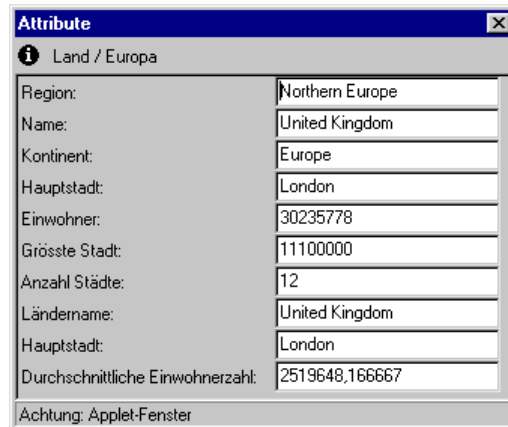 Attribute
Land / Europa
Region: Northern Europe
Name: United Kingdom
Kontinent: Europe
Hauptstadt: London
Einwohner: 30235778
Grösste Stadt: 11100000
Anzahl Städte: 12
Ländername: United Kingdom
Hauptstadt: London
Durchschnittliche Einwohnerzahl: 2519648,166667
Achtung: Applet-Fenster